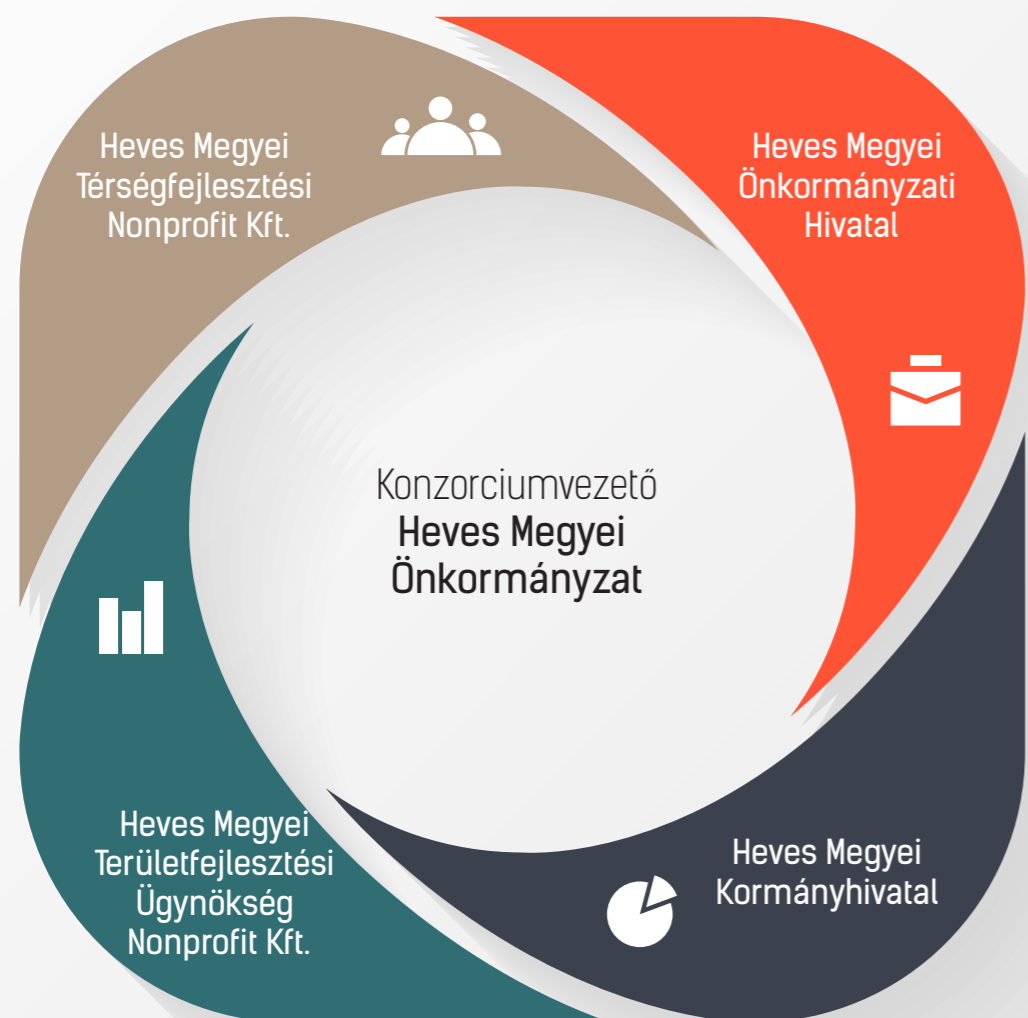 Heves Megyei
Térségfejlesztési
Nonprofit Kft.
Heves Megyei
Önkormányzati
Hivatal
Konzorciumvezető
Heves Megyei
Önkormányzat
Heves Megyei
Területfejlesztési
Ügynökség
Nonprofit Kft.
Heves Megyei
Kormányhivatal